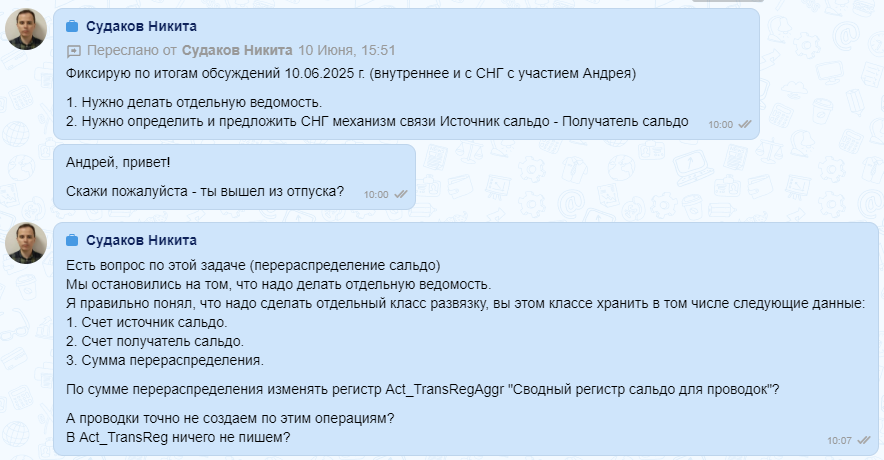 Судаков Никита
Переслано от Судаков Никита 10 Июня, 15:51
Фиксирую по итогам обсуждений 10.06.2025 г. (внутреннее и с СНГ с участием Андрея)
1. Нужно делать отдельную ведомость.
2. Нужно определить и предложить СНГ механизм связи Источник сальдо - Получатель сальдо
10:00
Андрей, привет!
Скажи пожалуйста - ты вышел из отпуска?
10:00
Судаков Никита
Есть вопрос по этой задаче (перераспределение сальдо)
Мы остановились на том, что надо делать отдельную ведомость.
Я правильно понял, что надо сделать отдельный класс развязку, вы этом классе хранить в том числе следующие данные:
1. Счет источник сальдо.
2. Счет получатель сальдо.
3. Сумма перераспределения.
По сумме перераспределения изменять регистр Act_TransRegAggr "Сводный регистр сальдо для проводок"?
А проводки точно не создаем по этим операциям?
В Act_TransReg ничего не пишем?
10:07